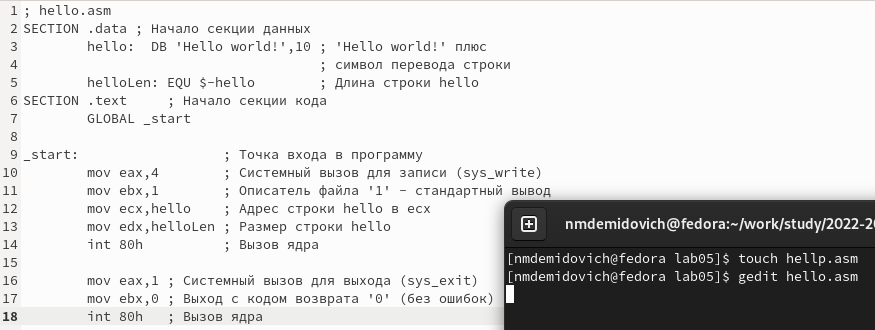 1 ; hello.asm
2 SECTION .data ; Начало секции данных
3 hello: DB 'Hello world!',10 ; 'Hello world!' плюс
4 ; символ перевода строки
5 helloLen: EQU $-hello ; Длина строки hello
6 SECTION .text ; Начало секции кода
7 GLOBAL _start
8
9 _start: ; Точка входа в программу
10 mov eax,4 ; Системный вызов для записи (sys_write)
11 mov ebx,1 ; Описатель файла '1' - стандартный вывод
12 mov ecx,hello ; Адрес строки hello в ecx
13 mov edx,helloLen ; Размер строки hello
14 int 80h ; Вызов ядра
15
16 mov eax,1 ; Системный вызов для выхода (sys_exit)
17 mov ebx,0 ; Выход с кодом возврата '0' (без ошибок)
18 int 80h ; Вызов ядра
nmdemidovich@fedora:~/work/study/2022-20
[nmdemidovich@fedora lab05]$ touch hellp.asm
[nmdemidovich@fedora lab05]$ gedit hello.asm